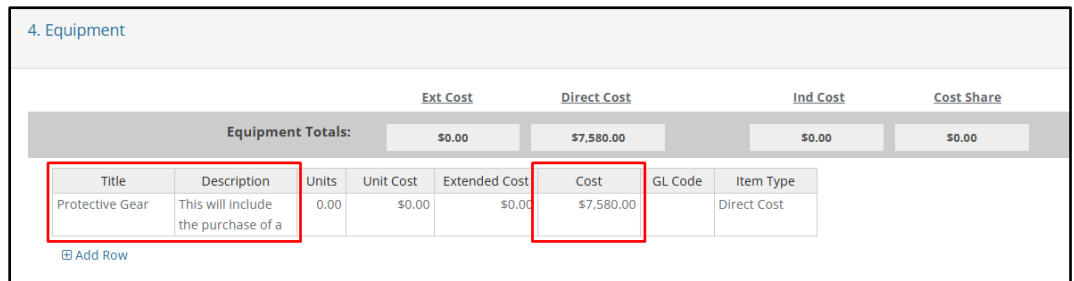 4. Equipment
Ext Cost Direct Cost Ind Cost Cost Share
Equipment Totals: $0.00 $7,580.00 $0.00 $0.00
Title Description Units Unit Cost Extended Cost Cost GL Code Item Type
Protective Gear This will include 0.00 $0.00 $0.00 $7,580.00 Direct Cost
the purchase of a
Add Row